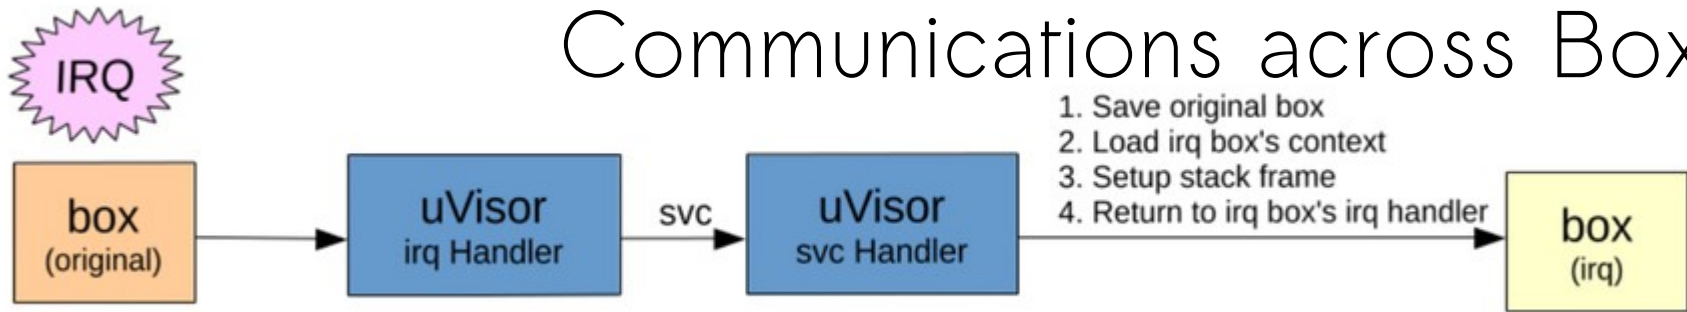 Communications across Box
IRQ
1. Save original box
2. Load irq box's context
3. Setup stack frame
4. Return to irq box's irq handler
box
(original)
uVisor
irq Handler
svc
uVisor
svc Handler
box
(irq)